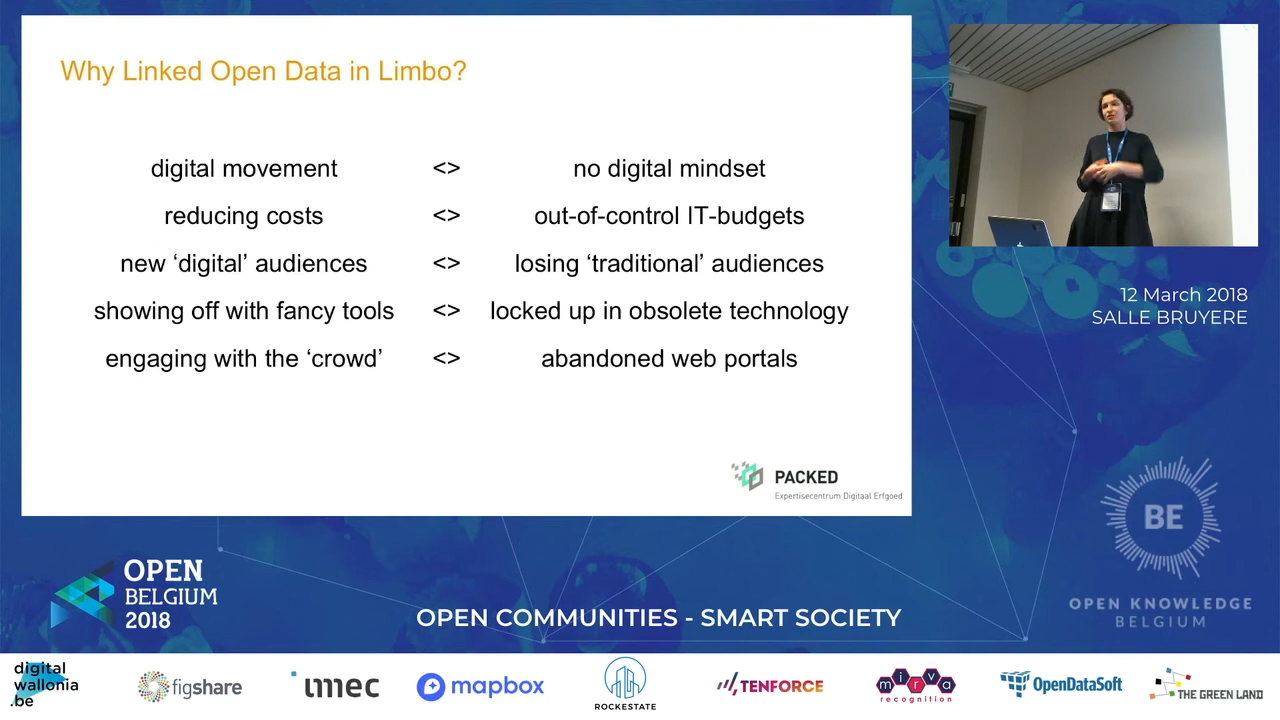 Why Linked Open Data in Limbo?
digital movement <> no digital mindset
reducing costs <> out-of-control IT-budgets
new ‘digital’ audiences <> losing ‘traditional’ audiences
showing off with fancy tools <> locked up in obsolete technology
engaging with the ‘crowd’ <> abandoned web portals
PACKED
Expertisecentrum Digitaal Erfgoed
12 March 2018
SALLE BRUYERE
BE
OPEN KNOWLEDGE
BELGIUM
OPEN
BELGIUM
2018
OPEN COMMUNITIES - SMART SOCIETY
digital
wallonia
.be
figshare
imec
mapbox
ROCKESTATE
TENFORCE
mirva
recognition
OpenDataSoft
THE GREEN LAND